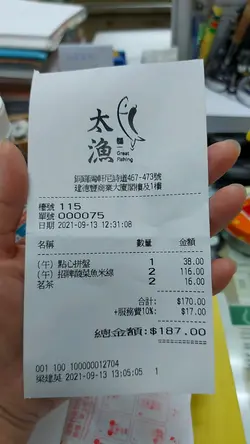 太漁
Great
Fishing
銅鑼灣軒尼詩道467-473號
建德豐商業大廈閣樓及1樓
檯號 115
單號 000075
日期 2021-09-13 12:31:08
名稱 數量 金額
(午) 點心拼盤 1 38.00
(午) 招牌酸菜魚米線 2 116.00
茗茶 2 16.00
合計: $170.00
+服務費10%: $17.00
總金額:$187.00
001 100 100000012704
梁建英 2021-09-13 13:05:05 1